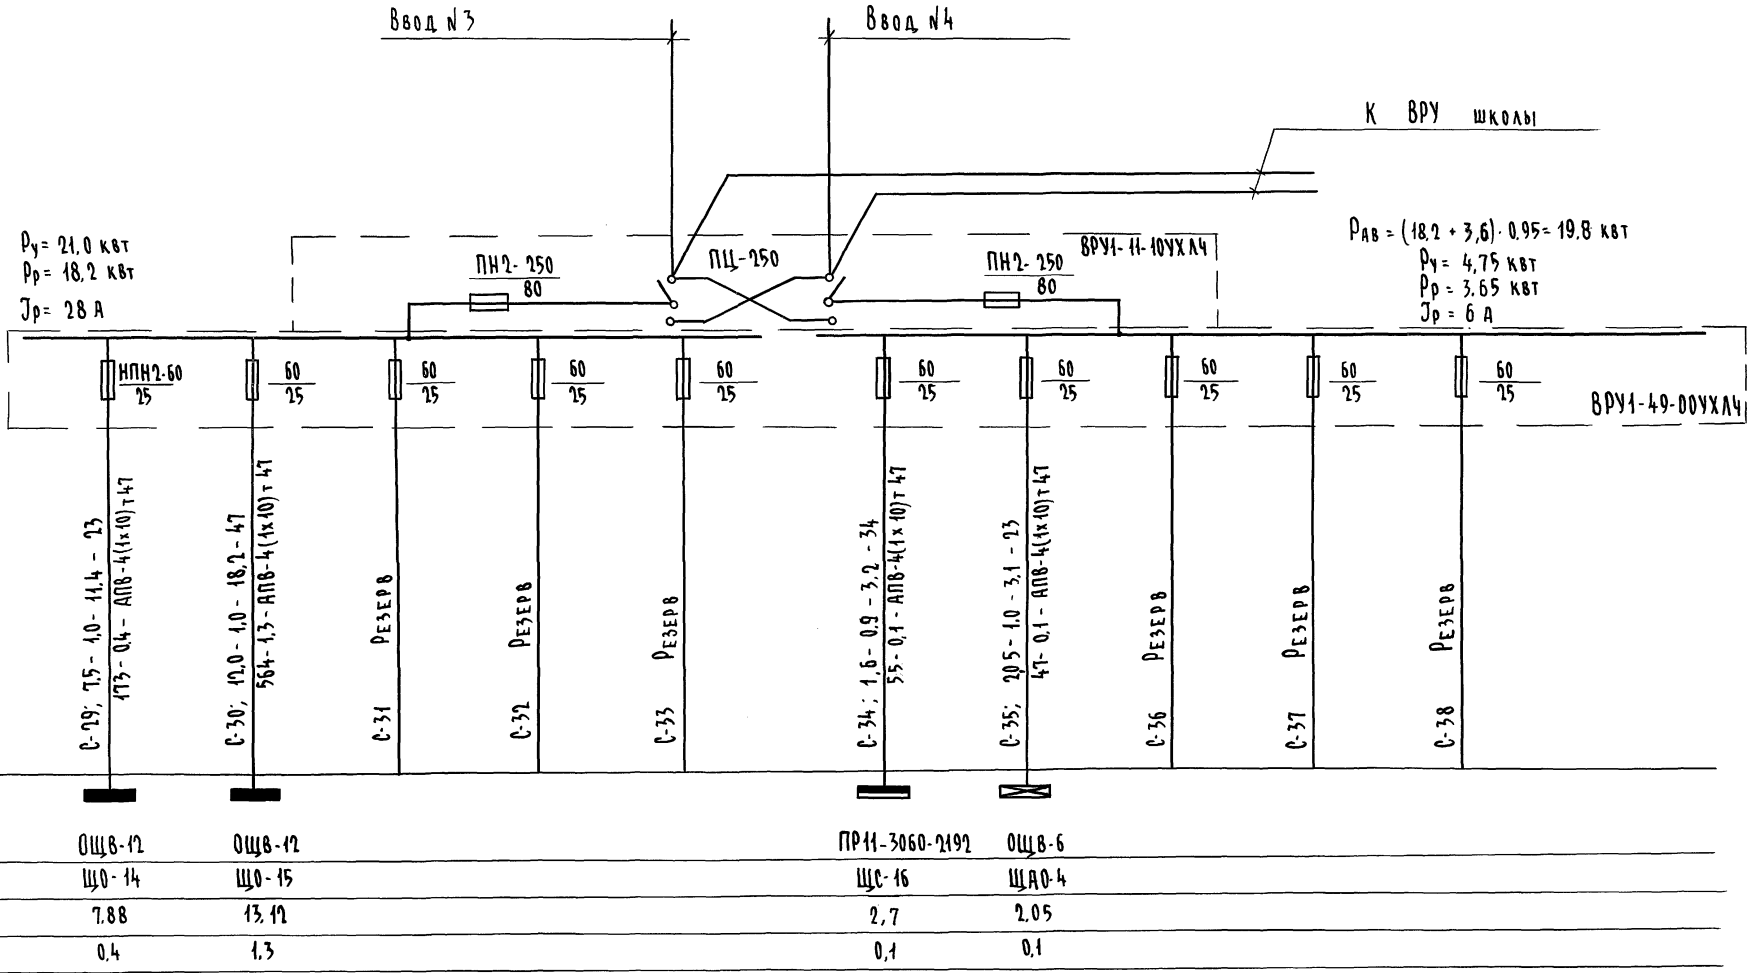 Ввод N3
Ввод N4
К ВРУ школы
Pу = 21,0 квт
Pр = 18,2 квт
Jр = 28 А
ПН2-250
80
ПЦ-250
ПН2-250
80
ВРУ1-11-10УХЛ4
PАВ = (18,2 + 3,6)·0,95 = 19,8 квт
Pу = 4,75 квт
Pр = 3,65 квт
Jр = 6 А
НПН2-60
25
60
25
60
25
60
25
60
25
60
25
60
25
60
25
60
25
60
25
ВРУ1-49-00УХЛ4
С-29; 7,5 - 1,0 - 11,4 - 23
173 - 0,4 - АПВ-4(1х10) т 47
С-30; 12,0 - 1,0 - 18,2 - 47
564 - 1,3 - АПВ-4(1х10) т 47
С-31 Резерв
С-32 Резерв
С-33 Резерв
С-34; 1,6 - 0,9 - 3,2 - 34
55 - 0,1 - АПВ-4(1х10) т 47
С-35; 2,05 - 1,0 - 3,1 - 23
47 - 0,1 - АПВ-4(1х10) т 47
С-36 Резерв
С-37 Резерв
С-38 Резерв
ОЩВ-12 ОЩВ-12 ПР11-3060-21У2 ОЩВ-6
ЩО-14 ЩО-15 ЩС-16 ЩАО-4
7,88 13,12 2,7 2,05
0,4 1,3 0,1 0,1